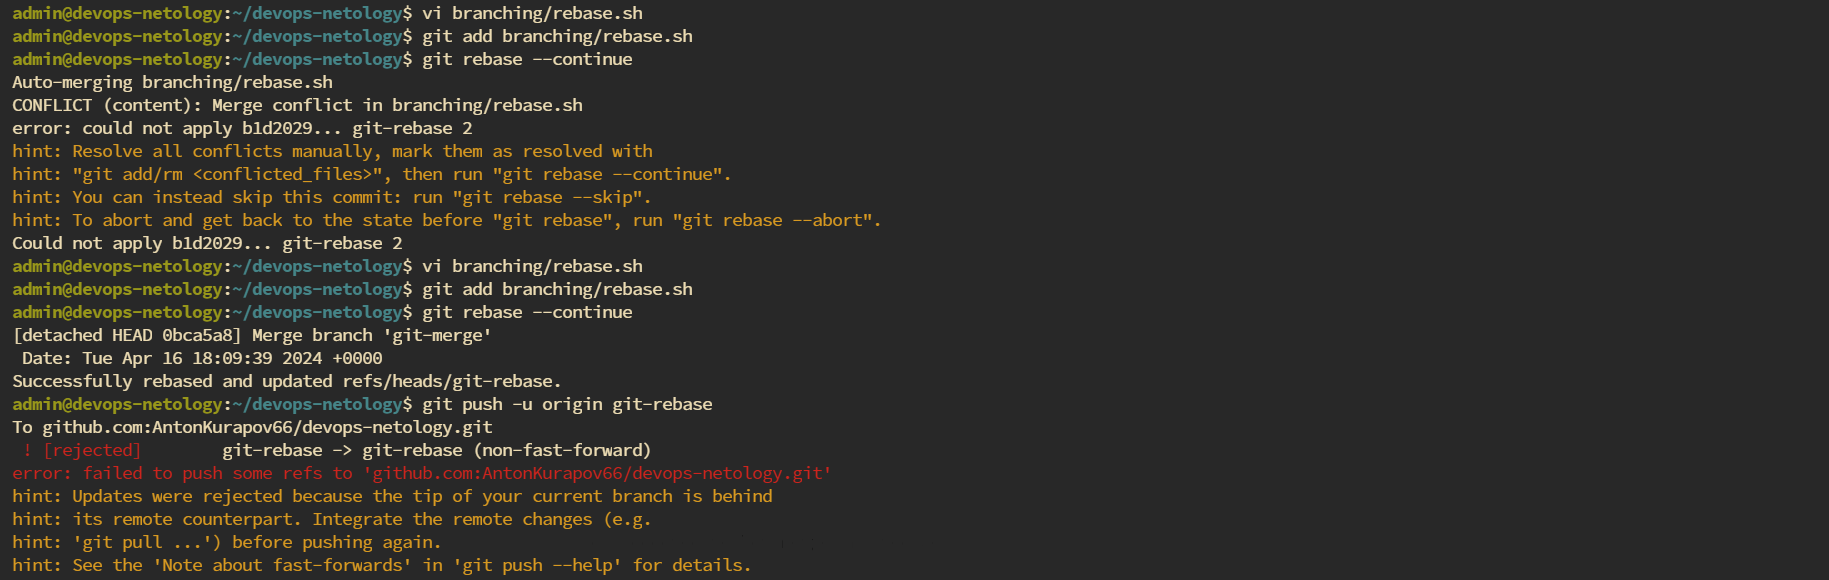 admin@devops-netology:~/devops-netology$ vi branching/rebase.sh
admin@devops-netology:~/devops-netology$ git add branching/rebase.sh
admin@devops-netology:~/devops-netology$ git rebase --continue
Auto-merging branching/rebase.sh
CONFLICT (content): Merge conflict in branching/rebase.sh
error: could not apply b1d2029... git-rebase 2
hint: Resolve all conflicts manually, mark them as resolved with
hint: "git add/rm <conflicted_files>", then run "git rebase --continue".
hint: You can instead skip this commit: run "git rebase --skip".
hint: To abort and get back to the state before "git rebase", run "git rebase --abort".
Could not apply b1d2029... git-rebase 2
admin@devops-netology:~/devops-netology$ vi branching/rebase.sh
admin@devops-netology:~/devops-netology$ git add branching/rebase.sh
admin@devops-netology:~/devops-netology$ git rebase --continue
[detached HEAD 0bca5a8] Merge branch 'git-merge'
 Date: Tue Apr 16 18:09:39 2024 +0000
Successfully rebased and updated refs/heads/git-rebase.
admin@devops-netology:~/devops-netology$ git push -u origin git-rebase
To github.com:AntonKurapov66/devops-netology.git
 ! [rejected]        git-rebase -> git-rebase (non-fast-forward)
error: failed to push some refs to 'github.com:AntonKurapov66/devops-netology.git'
hint: Updates were rejected because the tip of your current branch is behind
hint: its remote counterpart. Integrate the remote changes (e.g.
hint: 'git pull ...') before pushing again.
hint: See the 'Note about fast-forwards' in 'git push --help' for details.